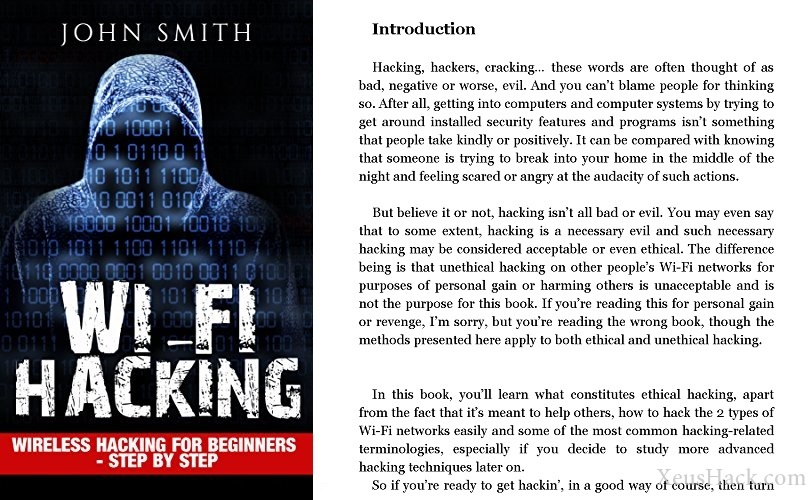 JOHN SMITH
WI-FI
HACKING
WIRELESS HACKING FOR BEGINNERS
- STEP BY STEP
Introduction
Hacking, hackers, cracking... these words are often thought of as
bad, negative or worse, evil. And you can't blame people for thinking
so. After all, getting into computers and computer systems by trying to
get around installed security features and programs isn't something
that people take kindly or positively. It can be compared with knowing
that someone is trying to break into your home in the middle of the
night and feeling scared or angry at the audacity of such actions.
But believe it or not, hacking isn't all bad or evil. You may even say
that to some extent, hacking is a necessary evil and such necessary
hacking may be considered acceptable or even ethical. The difference
being is that unethical hacking on other people's Wi-Fi networks for
purposes of personal gain or harming others is unacceptable and is
not the purpose for this book. If you're reading this for personal gain
or revenge, I'm sorry, but you're reading the wrong book, though the
methods presented here apply to both ethical and unethical hacking.
In this book, you'll learn what constitutes ethical hacking, apart
from the fact that it's meant to help others, how to hack the 2 types of
Wi-Fi networks easily and some of the most common hacking-related
terminologies, especially if you decide to study more advanced
hacking techniques later on.
So if you're ready to get hackin', in a good way of course, then turn
XeusHack.com